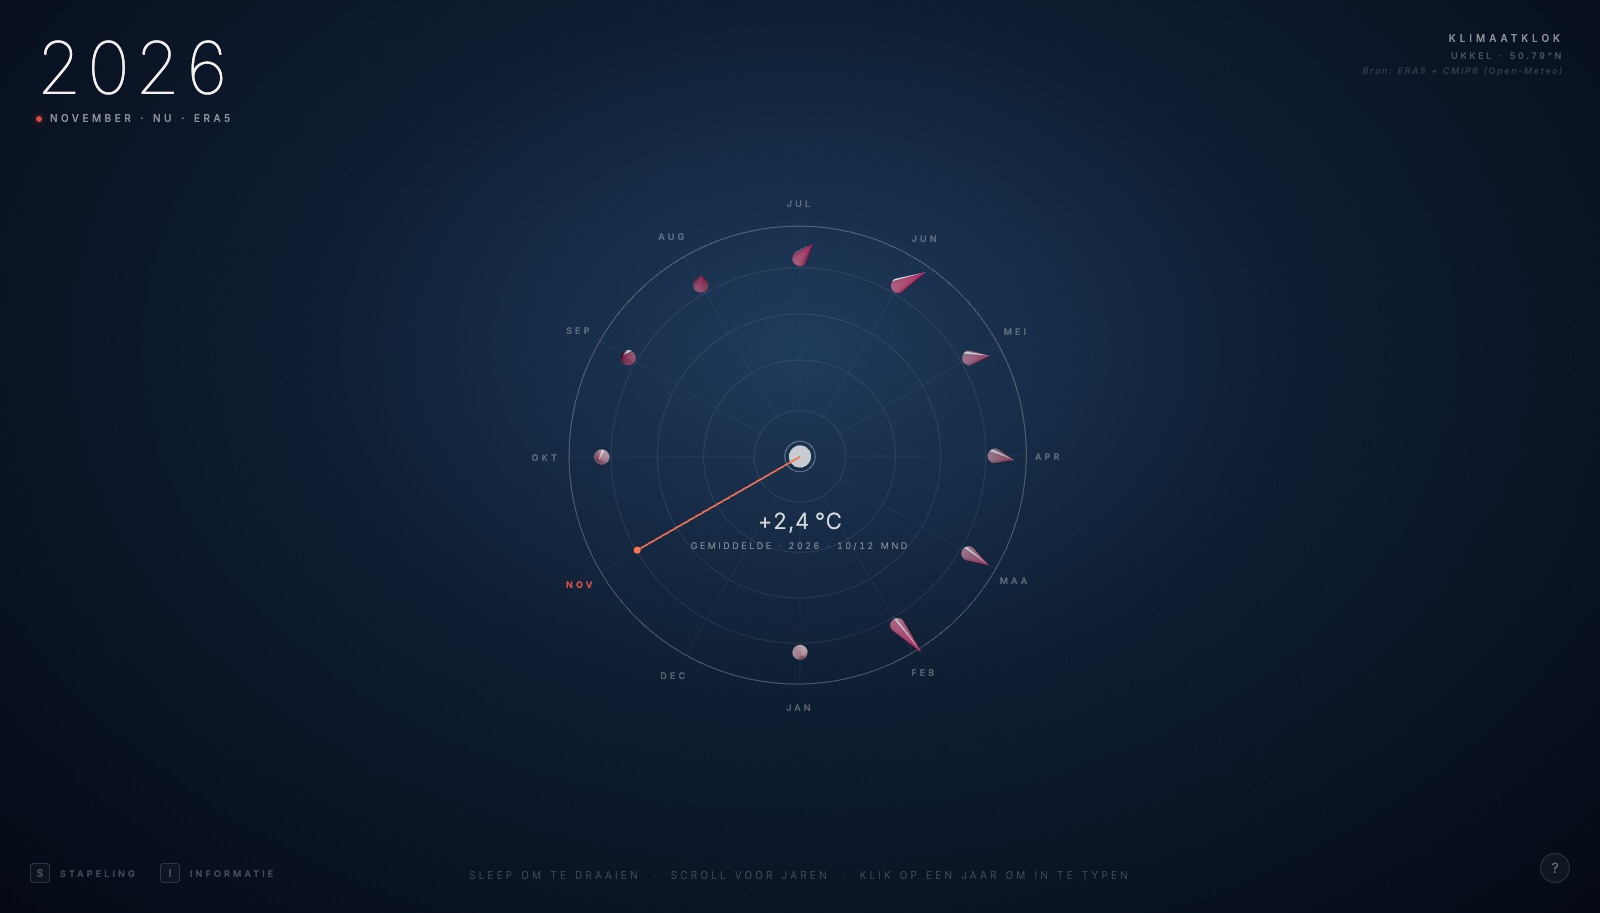 2026
NOVEMBER · NU · ERA5
KLIMAATKLOK
UKKEL · 50.79°N
Bron: ERA5 + CMIP6 (Open-Meteo)
JUL
AUG
JUN
SEP
MEI
OKT
APR
+2,4 °C
GEMIDDELDE · 2026 · 10/12 MND
NOV
MAA
DEC
FEB
JAN
S STAPELING I INFORMATIE
SLEEP OM TE DRAAIEN · SCROLL VOOR JAREN · KLIK OP EEN JAAR OM IN TE TYPEN
?